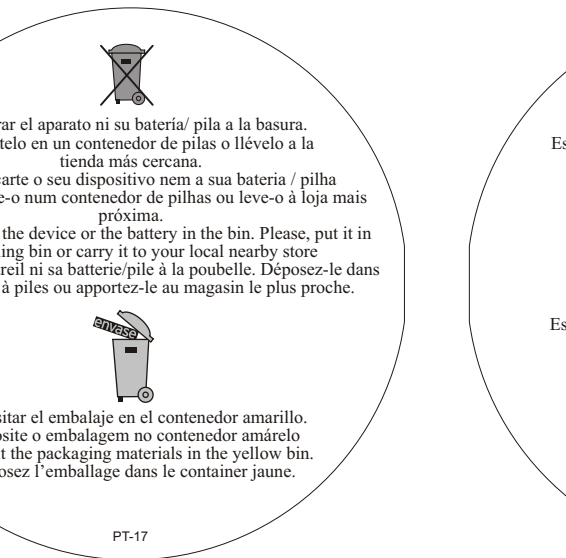 ar el aparato ni su batería/ pila a la basura.
telo en un contenedor de pilas o llévelo a la
tienda más cercana.
arte o seu dispositivo nem a sua bateria / pilha
e-o num contenedor de pilhas ou leve-o à loja mais
próxima.
the device or the battery in the bin. Please, put it in
ing bin or carry it to your local nearby store
reil ni sa batterie/pile à la poubelle. Déposez-le dans
à piles ou apportez-le au magasin le plus proche.
envase
sitar el embalaje en el contenedor amarillo.
osite o embalagem no contenedor amárelo
t the packaging materials in the yellow bin.
osez l’emballage dans le container jaune.
PT-17
Es
Es